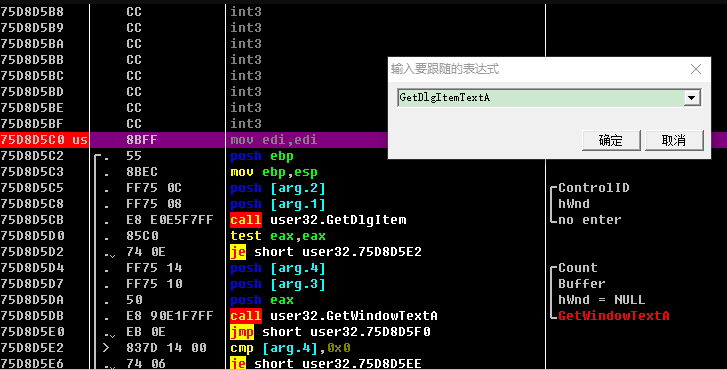 75D8D5B8 CC int3
75D8D5B9 CC int3
75D8D5BA CC int3
75D8D5BB CC int3
75D8D5BC CC int3
75D8D5BD CC int3
75D8D5BE CC int3
75D8D5BF CC int3
75D8D5C0 us 8BFF mov edi,edi
75D8D5C2 . 55 push ebp
75D8D5C3 . 8BEC mov ebp,esp
75D8D5C5 . FF75 0C push [arg.2] ControlID
75D8D5C8 . FF75 08 push [arg.1] hWnd
75D8D5CB . E8 E0E5F7FF call user32.GetDlgItem no enter
75D8D5D0 . 85C0 test eax,eax
75D8D5D2 . 74 0E je short user32.75D8D5E2
75D8D5D4 . FF75 14 push [arg.4] Count
75D8D5D7 . FF75 10 push [arg.3] Buffer
75D8D5DA . 50 push eax hWnd = NULL
75D8D5DB . E8 90E1F7FF call user32.GetWindowTextA GetWindowTextA
75D8D5E0 . EB 0E jmp short user32.75D8D5F0
75D8D5E2 > 837D 14 00 cmp [arg.4],0x0
75D8D5E6 . 74 06 je short user32.75D8D5EE
输入要跟随的表达式
GetDlgItemTextA
确定 取消